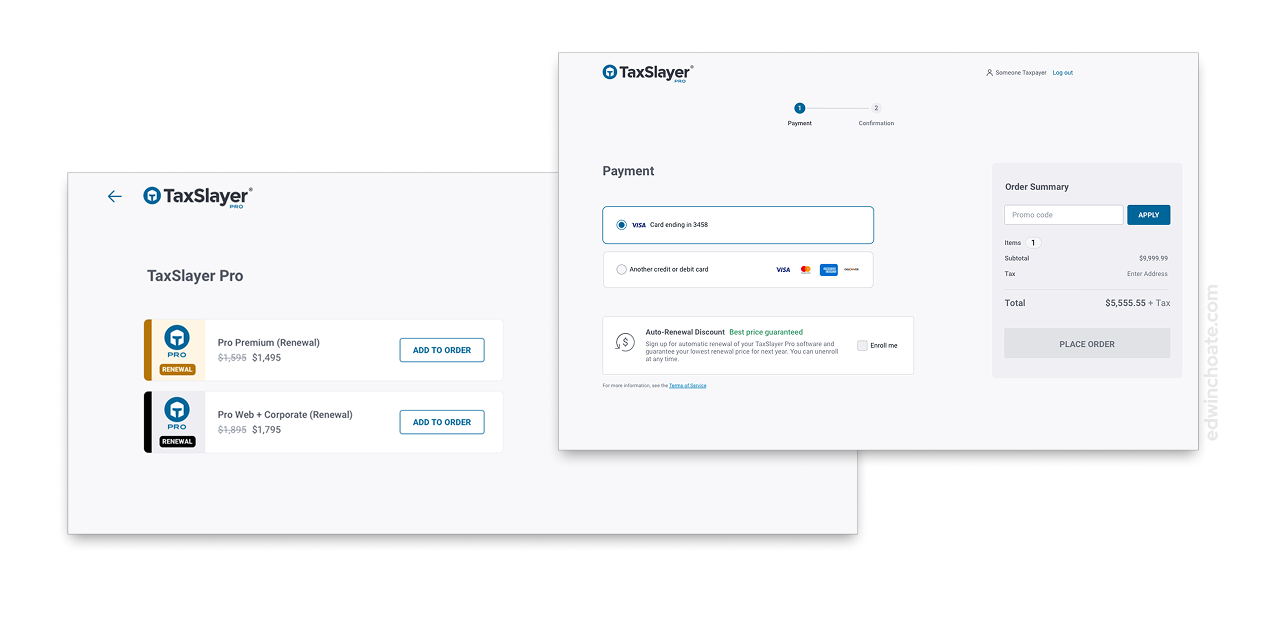 TaxSlayer®
PRO
TaxSlayer Pro
PRO
RENEWAL
Pro Premium (Renewal)
$1,595 $1,495
ADD TO ORDER
PRO
RENEWAL
Pro Web + Corporate (Renewal)
$1,895 $1,795
ADD TO ORDER
TaxSlayer®
PRO
Someone Taxpayer Log out
1 2
Payment Confirmation
Payment
VISA Card ending in 3458
Another credit or debit card VISA AMERICAN EXPRESS DISCOVER
Auto-Renewal Discount Best price guaranteed
Sign up for automatic renewal of your TaxSlayer Pro software and
guarantee your lowest renewal price for next year. You can unenroll
at any time.
Enroll me
For more information, see the Terms of Service
Order Summary
Promo code APPLY
Items 1
Subtotal $9,999.99
Tax Enter Address
Total $5,555.55 + Tax
PLACE ORDER
edwinchoate.com